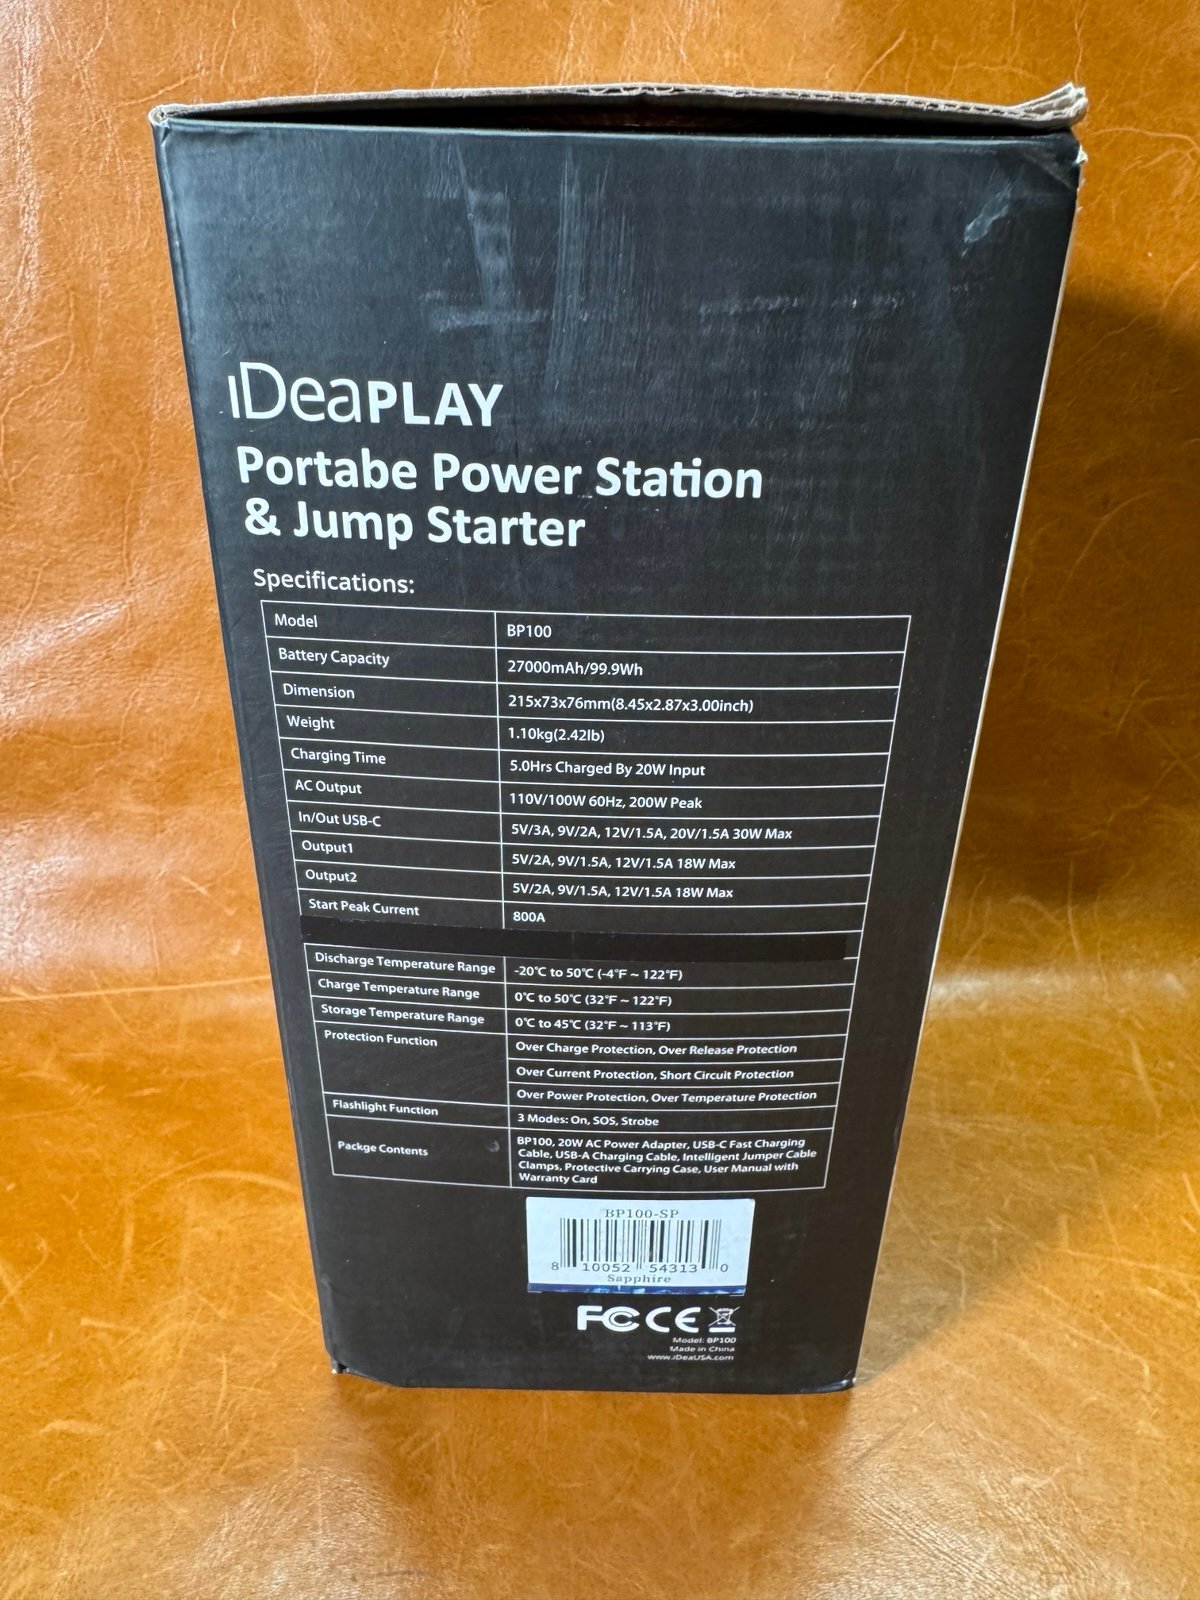 iDeaPLAY
Portabe Power Station
& Jump Starter
Specifications:
Model BP100
Battery Capacity 27000mAh/99.9Wh
Dimension 215x73x76mm(8.45x2.87x3.00inch)
Weight 1.10kg(2.42lb)
Charging Time 5.0Hrs Charged By 20W Input
AC Output 110V/100W 60Hz, 200W Peak
In/Out USB-C 5V/3A, 9V/2A, 12V/1.5A, 20V/1.5A 30W Max
Output1 5V/2A, 9V/1.5A, 12V/1.5A 18W Max
Output2 5V/2A, 9V/1.5A, 12V/1.5A 18W Max
Start Peak Current 800A
Discharge Temperature Range -20℃ to 50℃ (-4℉ ~ 122℉)
Charge Temperature Range 0℃ to 50℃ (32℉ ~ 122℉)
Storage Temperature Range 0℃ to 45℃ (32℉ ~ 113℉)
Protection Function Over Charge Protection, Over Release Protection
Over Current Protection, Short Circuit Protection
Over Power Protection, Over Temperature Protection
Flashlight Function 3 Modes: On, SOS, Strobe
Packge Contents BP100, 20W AC Power Adapter, USB-C Fast Charging
Cable, USB-A Charging Cable, Intelligent Jumper Cable
Clamps, Protective Carrying Case, User Manual with
Warranty Card
BP100-SP
8 10052 54313 0
Sapphire
FC CE
Model: BP100
Made in China
www.iDeaUSA.com